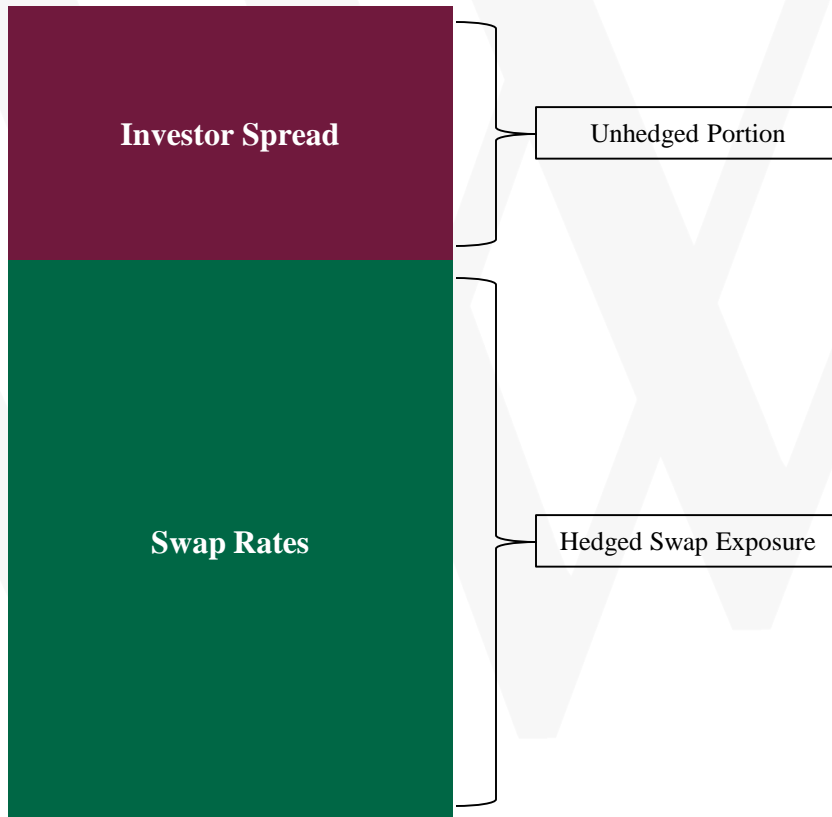 Investor Spread
Unhedged Portion
Swap Rates
Hedged Swap Exposure